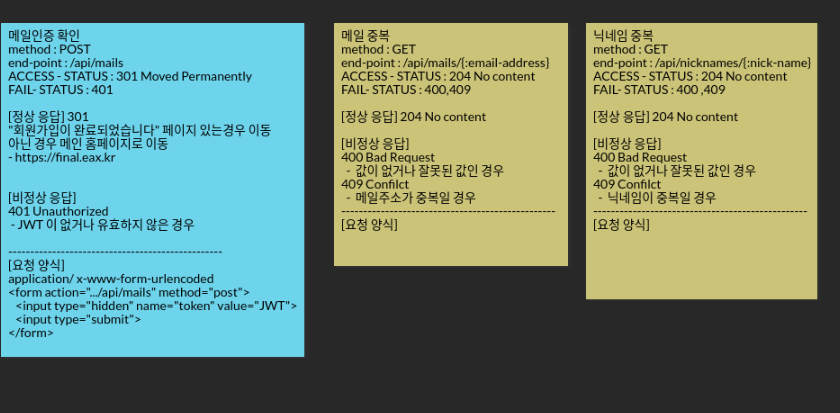 메일인증 확인
method : POST
end-point : /api/mails
ACCESS - STATUS : 301 Moved Permanently
FAIL- STATUS : 401
[정상 응답] 301
"회원가입이 완료되었습니다" 페이지 있는경우 이동
아닌 경우 메인 홈페이지로 이동
- https://final.eax.kr
[비정상 응답]
401 Unauthorized
- JWT 이 없거나 유효하지 않은 경우
-------------------------------------------------
[요청 양식]
application/ x-www-form-urlencoded
<form action=".../api/mails" method="post">
<input type="hidden" name="token" value="JWT">
<input type="submit">
</form>
메일 중복
method : GET
end-point : /api/mails/{:email-address}
ACCESS - STATUS : 204 No content
FAIL- STATUS : 400,409
[정상 응답] 204 No content
[비정상 응답]
400 Bad Request
- 값이 없거나 잘못된 값인 경우
409 Confilct
- 메일주소가 중복일 경우
-------------------------------------------------
[요청 양식]
닉네임 중복
method : GET
end-point : /api/nicknames/{:nick-name}
ACCESS - STATUS : 204 No content
FAIL- STATUS : 400 ,409
[정상 응답] 204 No content
[비정상 응답]
400 Bad Request
- 값이 없거나 잘못된 값인 경우
409 Confilct
- 닉네임이 중복일 경우
-------------------------------------------------
[요청 양식]